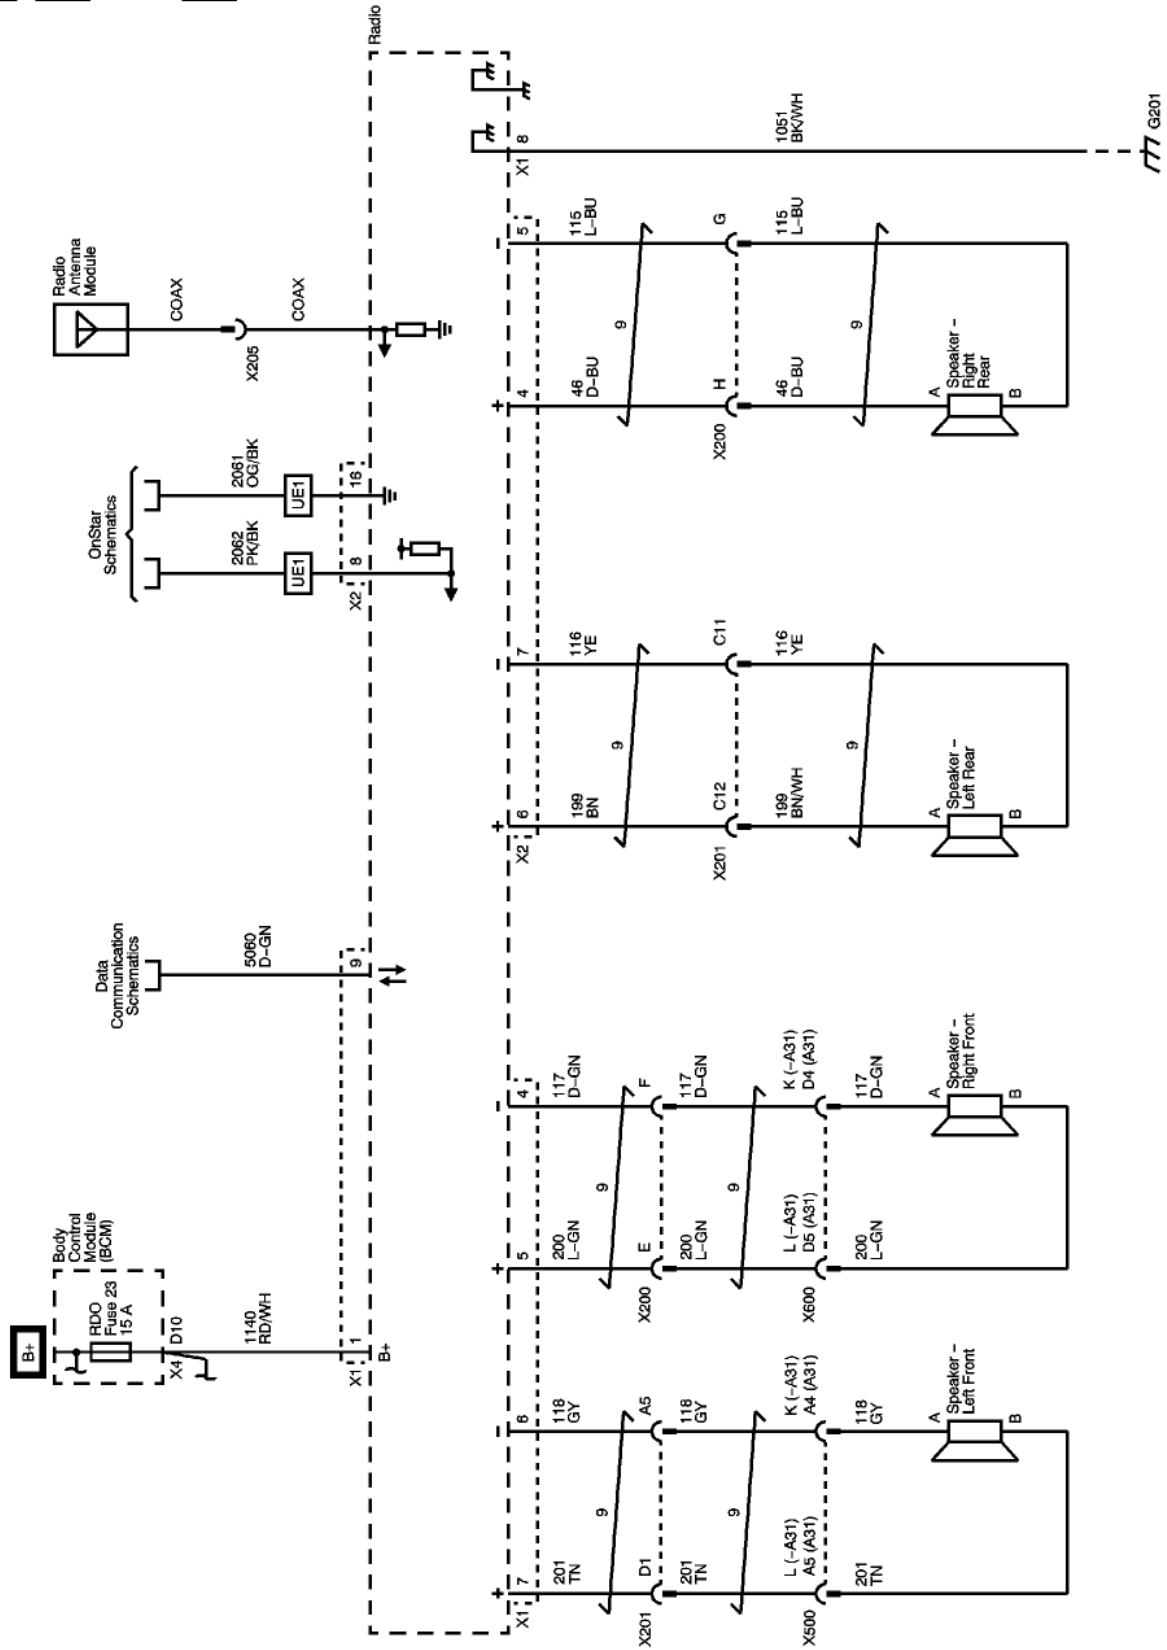 B+
Body
Control
Module
(BCM)
RDO
Fuse 23
15 A
X4
D10
1140
RD/WH
X1
1
B+
Data
Communication
Schematics
5060
D-GN
9
OnStar
Schematics
2062
PK/BK
2061
OG/BK
UE1
UE1
X2
8
16
Radio
Antenna
Module
COAX
X205
COAX
Radio
+
-
X1
7
6
201
TN
118
GY
9
X201
D1
A5
201
TN
118
GY
9
X500
L (-A31)
A5 (A31)
K (-A31)
A4 (A31)
201
TN
118
GY
A
Speaker -
Left Front
B
+
-
5
4
200
L-GN
117
D-GN
9
X200
E
F
200
L-GN
117
D-GN
9
X600
L (-A31)
D5 (A31)
K (-A31)
D4 (A31)
200
L-GN
117
D-GN
A
Speaker -
Right Front
B
+
-
X2
6
7
199
BN
116
YE
9
X201
C12
C11
199
BN/WH
116
YE
9
A
Speaker -
Left Rear
B
+
-
4
5
46
D-BU
115
L-BU
9
X200
H
G
46
D-BU
115
L-BU
9
A
Speaker -
Right
Rear
B
X1
8
1051
BK/WH
G201